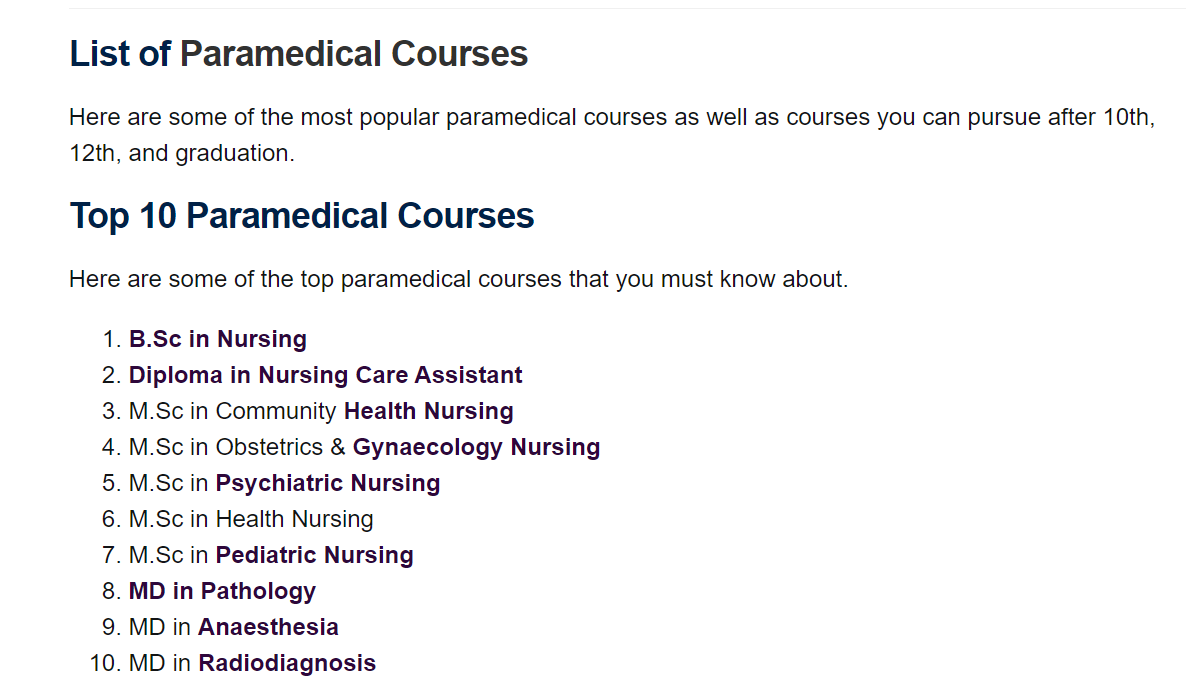 List of Paramedical Courses
Here are some of the most popular paramedical courses as well as courses you can pursue after 10th,
12th, and graduation.
Top 10 Paramedical Courses
Here are some of the top paramedical courses that you must know about.
1. B.Sc in Nursing
2. Diploma in Nursing Care Assistant
3. M.Sc in Community Health Nursing
4. M.Sc in Obstetrics & Gynaecology Nursing
5. M.Sc in Psychiatric Nursing
6. M.Sc in Health Nursing
7. M.Sc in Pediatric Nursing
8. MD in Pathology
9. MD in Anaesthesia
10. MD in Radiodiagnosis